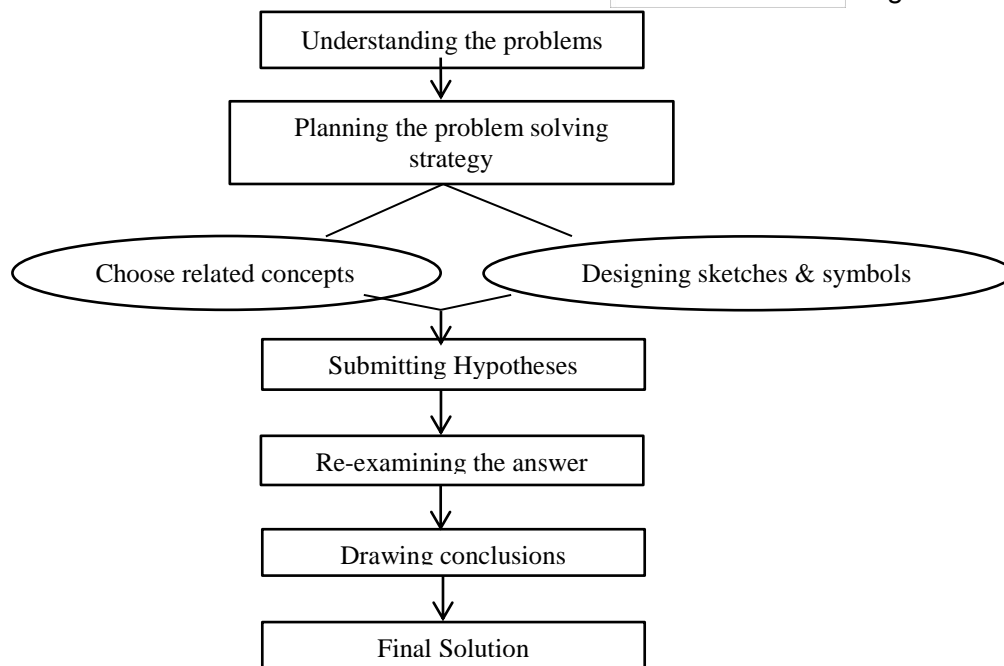 Understanding the problems
Planning the problem solving
strategy
Choose related concepts
Designing sketches & symbols
Submitting Hypotheses
Re-examining the answer
Drawing conclusions
Final Solution